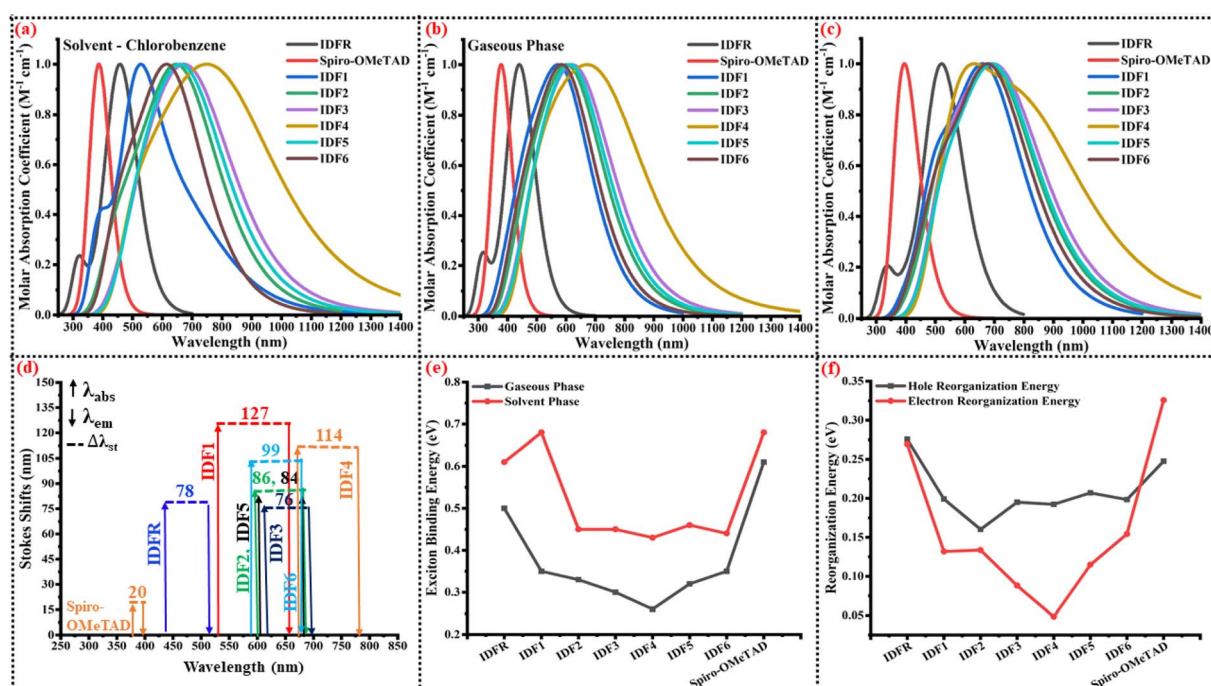 (a)
Solvent - Chlorobenzene
IDFR
Spiro-OMeTAD
IDF1
IDF2
IDF3
IDF4
IDF5
IDF6
Molar Absorption Coefficient (M⁻¹ cm⁻¹)
1.0
0.8
0.6
0.4
0.2
0.0
250 300 400 500 600 700 800 900 1000 1100 1200 1300 1400
Wavelength (nm)
(b)
Gaseous Phase
IDFR
Spiro-OMeTAD
IDF1
IDF2
IDF3
IDF4
IDF5
IDF6
Molar Absorption Coefficient (M⁻¹ cm⁻¹)
1.0
0.8
0.6
0.4
0.2
0.0
300 400 500 600 700 800 900 1000 1100 1200 1300 1400
Wavelength (nm)
(c)
IDFR
Spiro-OMeTAD
IDF1
IDF2
IDF3
IDF4
IDF5
IDF6
Molar Absorption Coefficient (M⁻¹ cm⁻¹)
1.0
0.8
0.6
0.4
0.2
0.0
300 400 500 600 700 800 900 1000 1100 1200 1300 1400
Wavelength (nm)
(d)
λabs
λem
Δλst
Stokes Shifts (nm)
150
135
120
105
90
75
60
45
30
15
0
Spiro-
OMeTAD
20
IDFR
78
IDF1
127
99
86, 84
76
114
IDF2, IDF5
IDF3
IDF6
IDF4
250 300 350 400 450 500 550 600 650 700 750 800 850
Wavelength (nm)
(e)
Gaseous Phase
Solvent Phase
Exciton Binding Energy (eV)
0.8
0.7
0.6
0.5
0.4
0.3
0.2
IDFR IDF1 IDF2 IDF3 IDF4 IDF5 IDF6 Spiro-OMeTAD
(f)
Hole Reorganization Energy
Electron Reorganization Energy
Reorganization Energy (eV)
0.35
0.30
0.25
0.20
0.15
0.10
0.05
IDFR IDF1 IDF2 IDF3 IDF4 IDF5 IDF6 Spiro-OMeTAD